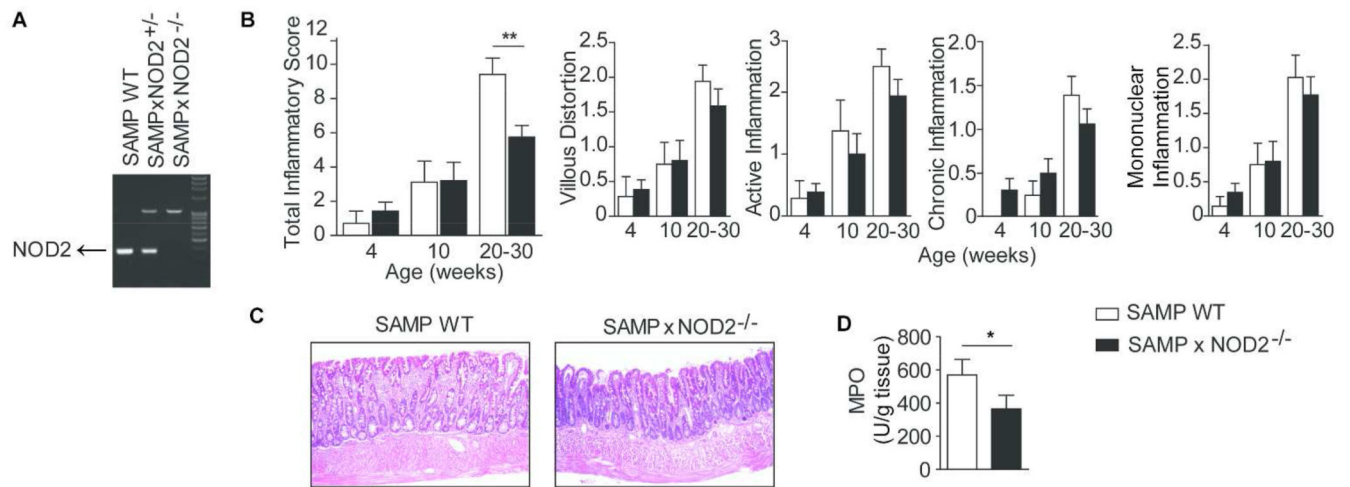 A
SAMP WT
SAMPxNOD2+/-
SAMPxNOD2-/-
NOD2 ←
B
Total Inflammatory Score
12
10
8
6
4
2
0
**
4 10 20-30
Age (weeks)
Villous Distortion
2.5
2.0
1.5
1.0
0.5
0
4 10 20-30
Active Inflammation
3
2
1
0
4 10 20-30
Chronic Inflammation
2.0
1.5
1.0
0.5
0
4 10 20-30
Mononuclear
Inflammation
2.5
2.0
1.5
1.0
0.5
0
4 10 20-30
Age (weeks)
C
SAMP WT
SAMP x NOD2-/-
D
MPO
(U/g tissue)
800
600
400
200
0
*
SAMP WT
SAMP x NOD2-/-